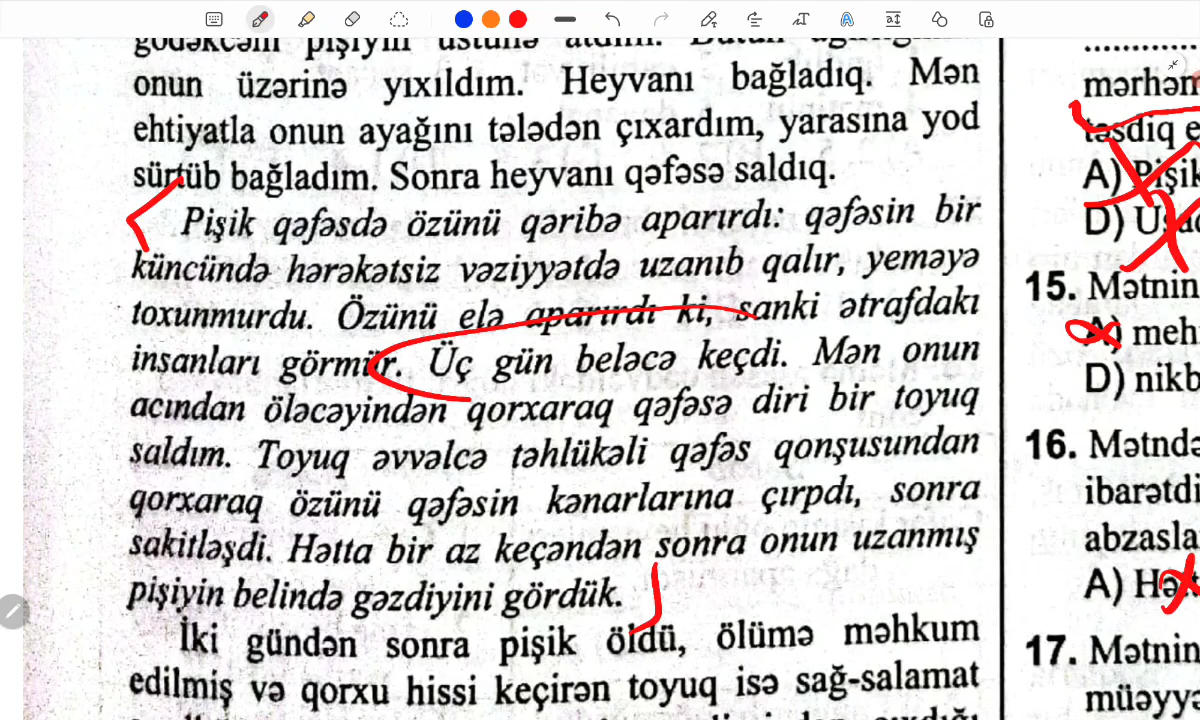 onun üzərinə yıxıldım. Heyvanı bağladıq. Mən
ehtiyatla onun ayağını tələdən çıxardım, yarasına yod
sürtüb bağladım. Sonra heyvanı qəfəsə saldıq.
Pişik qəfəsdə özünü qəribə aparırdı: qəfəsin bir
küncündə hərəkətsiz vəziyyətdə uzanıb qalır, yeməyə
toxunmurdu. Özünü elə aparırdı ki, sanki ətrafdakı
insanları görmür. Üç gün beləcə keçdi. Mən onun
acından öləcəyindən qorxaraq qəfəsə diri bir toyuq
saldım. Toyuq əvvəlcə təhlükəli qəfəs qonşusundan
qorxaraq özünü qəfəsin kənarlarına çırpdı, sonra
sakitləşdi. Hətta bir az keçəndən sonra onun uzanmış
pişiyin belində gəzdiyini gördük.
İki gündən sonra pişik öldü, ölümə məhkum
edilmiş və qorxu hissi keçirən toyuq isə sağ-salamat
mərhəm
təsdiq e
A) Pişik
D)
15. Mətnin
A) meh
D) nikb
16. Mətndə
ibarətdi
abzasla
A) Hə
17. Mətnin
müəyyə